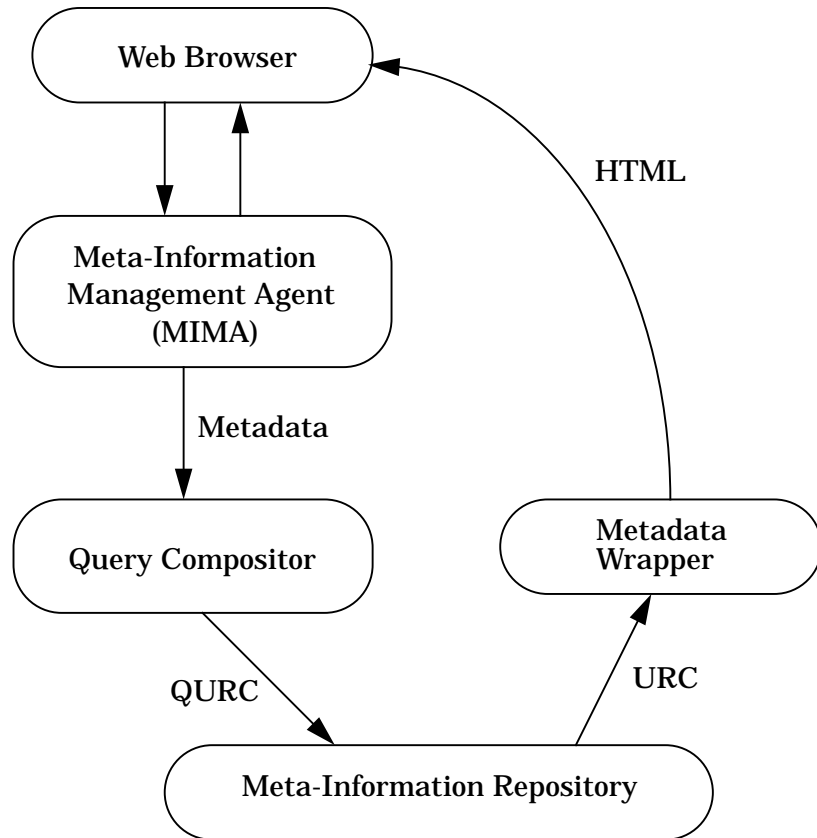 Web Browser
HTML
Meta-Information
Management Agent
(MIMA)
Metadata
Query Compositor
Metadata
Wrapper
QURC
URC
Meta-Information Repository